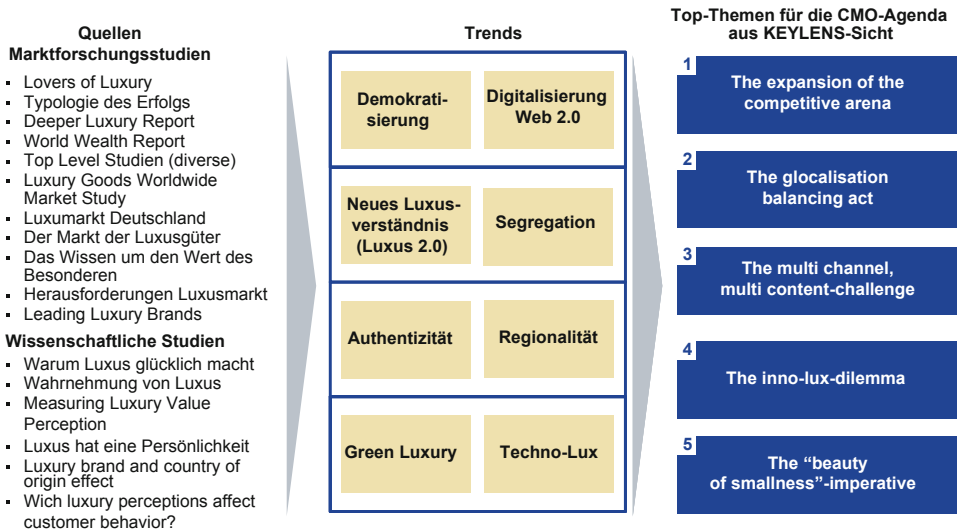 Quellen
Marktforschungsstudien
▪ Lovers of Luxury
▪ Typologie des Erfolgs
▪ Deeper Luxury Report
▪ World Wealth Report
▪ Top Level Studien (diverse)
▪ Luxury Goods Worldwide
Market Study
▪ Luxumarkt Deutschland
▪ Der Markt der Luxusgüter
▪ Das Wissen um den Wert des
Besonderen
▪ Herausforderungen Luxusmarkt
▪ Leading Luxury Brands
Wissenschaftliche Studien
▪ Warum Luxus glücklich macht
▪ Wahrnehmung von Luxus
▪ Measuring Luxury Value
Perception
▪ Luxus hat eine Persönlichkeit
▪ Luxury brand and country of
origin effect
▪ Wich luxury perceptions affect
customer behavior?
Trends
Demokrati-
sierung
Digitalisierung
Web 2.0
Neues Luxus-
verständnis
(Luxus 2.0)
Segregation
Authentizität
Regionalität
Green Luxury
Techno-Lux
Top-Themen für die CMO-Agenda
aus KEYLENS-Sicht
1
The expansion of the
competitive arena
2
The glocalisation
balancing act
3
The multi channel,
multi content-challenge
4
The inno-lux-dilemma
5
The “beauty
of smallness”-imperative